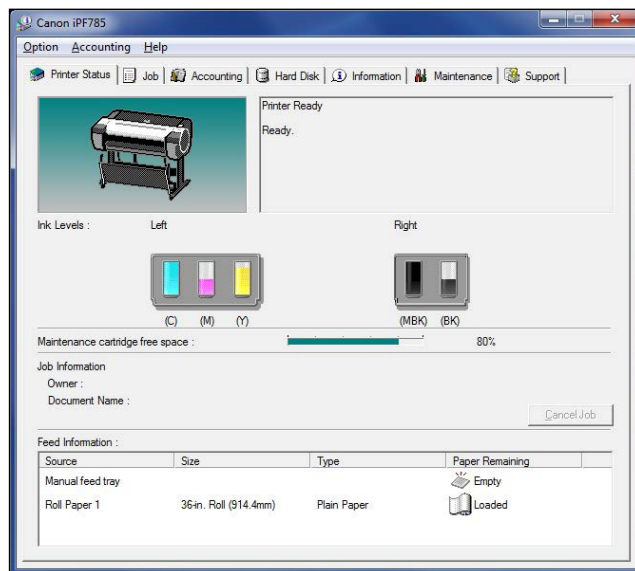 Canon iPF785
Option Accounting Help
Printer Status Job Accounting Hard Disk Information Maintenance Support
Printer Ready
Ready.
Ink Levels : Left Right
(C) (M) (Y) (MBK) (BK)
Maintenance cartridge free space : 80%
Job Information
Owner :
Document Name :
Cancel Job
Feed Information :
Source Size Type Paper Remaining
Manual feed tray Empty
Roll Paper 1 36-in. Roll (914.4mm) Plain Paper Loaded